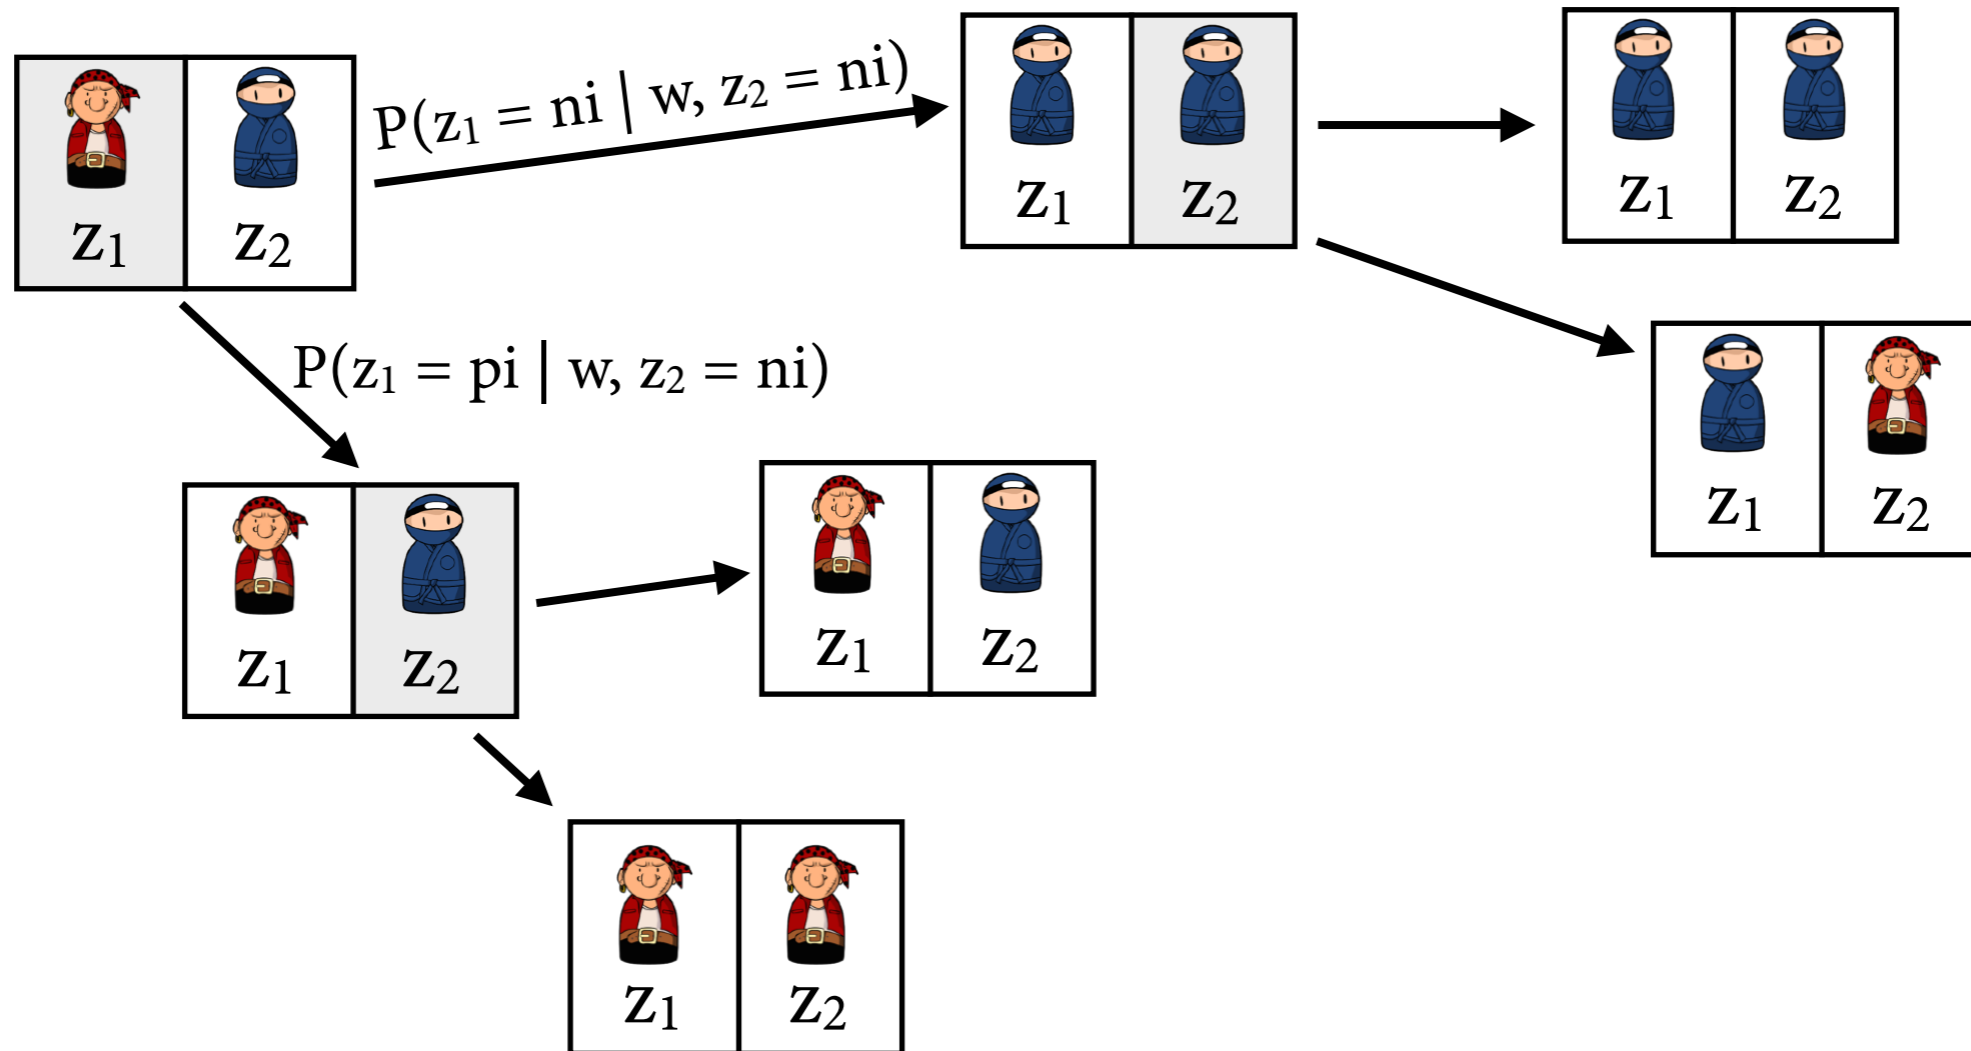 z₁ z₂
P(z₁ = ni | w, z₂ = ni)
z₁ z₂
z₁ z₂
P(z₁ = pi | w, z₂ = ni)
z₁ z₂
z₁ z₂
z₁ z₂
z₁ z₂